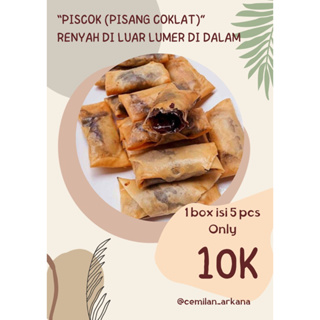 “PISCOK (PISANG COKLAT)”
RENYAH DI LUAR LUMER DI DALAM
1 box isi 5 pcs
Only
10K
@cemilan_arkana